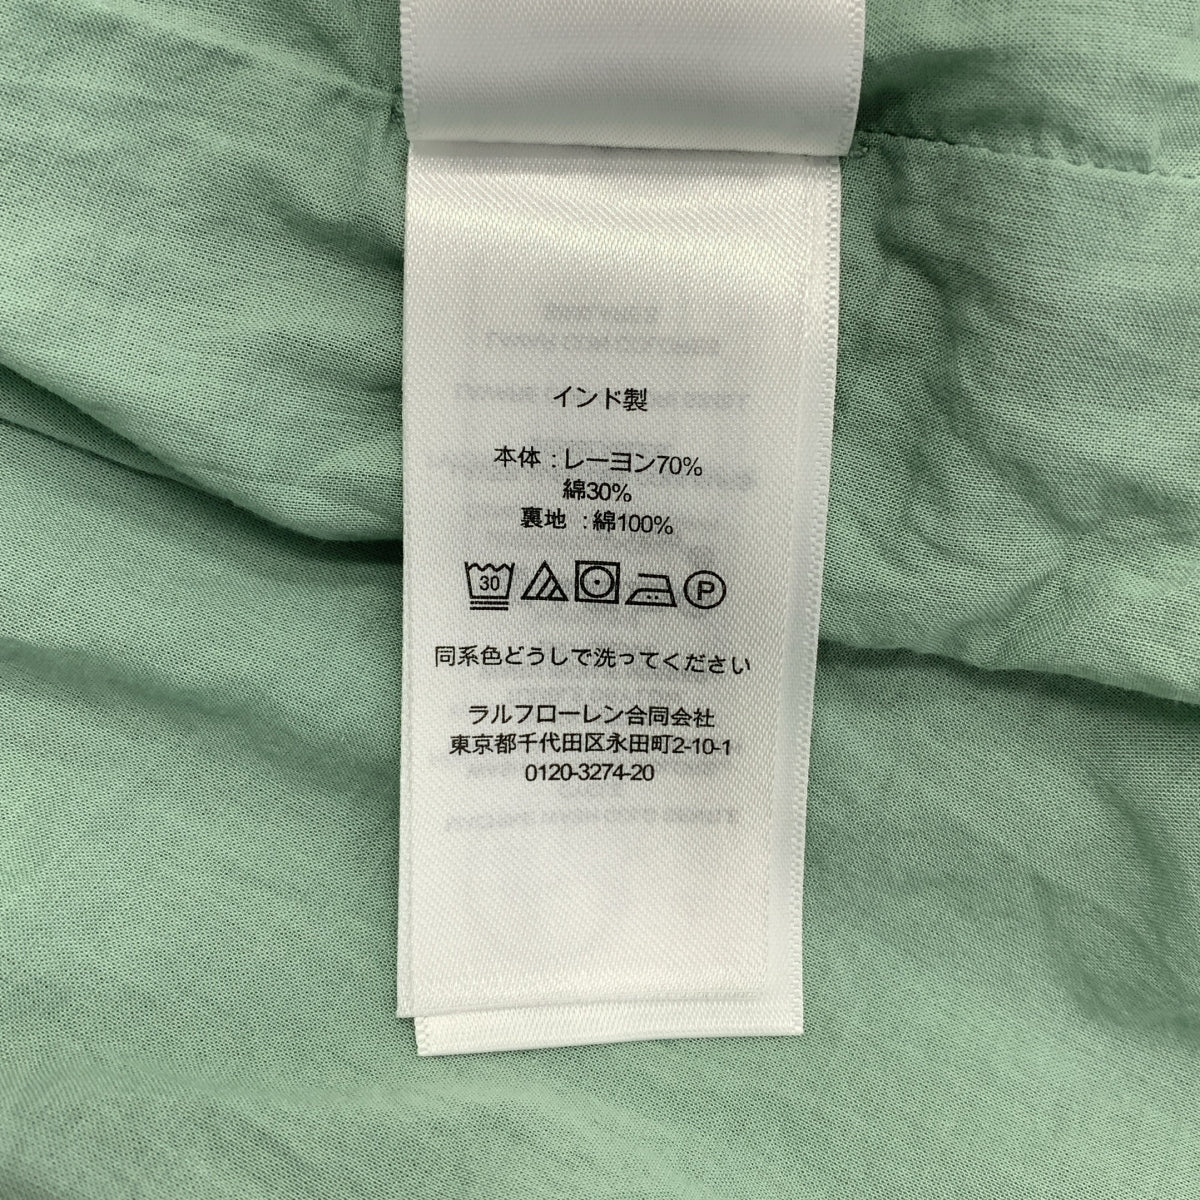 インド製
本体 : レーヨン70%
綿30%
裏地 : 綿100%
30 P
同系色どうしで洗ってください
ラルフローレン合同会社
東京都千代田区永田町2-10-1
0120-3274-20